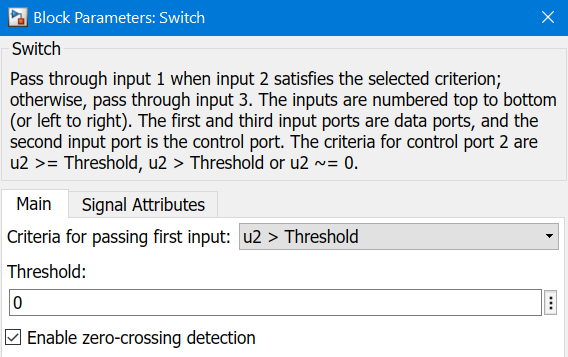 Block Parameters: Switch
Switch
Pass through input 1 when input 2 satisfies the selected criterion;
otherwise, pass through input 3. The inputs are numbered top to bottom
(or left to right). The first and third input ports are data ports, and the
second input port is the control port. The criteria for control port 2 are
u2 >= Threshold, u2 > Threshold or u2 ~= 0.
Main
Signal Attributes
Criteria for passing first input: u2 > Threshold
Threshold:
0
Enable zero-crossing detection